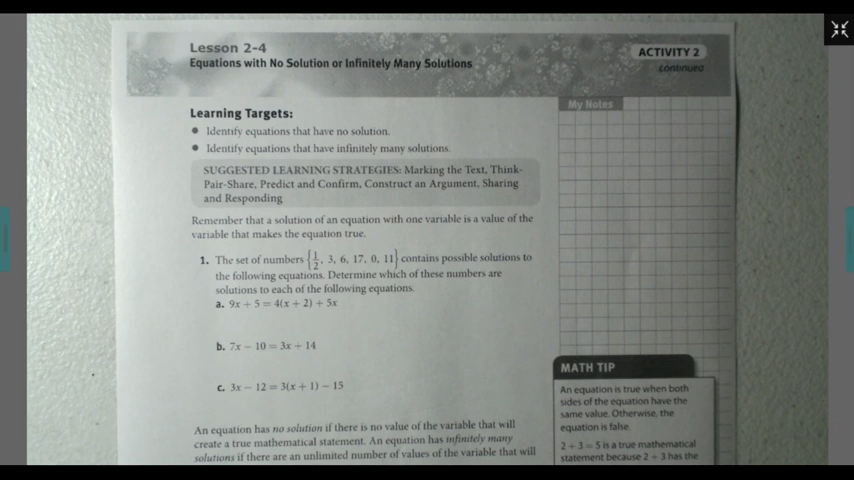 Lesson 2-4
Equations with No Solution or Infinitely Many Solutions
ACTIVITY 2
continued
Learning Targets:
• Identify equations that have no solution.
• Identify equations that have infinitely many solutions.
SUGGESTED LEARNING STRATEGIES: Marking the Text, Think-
Pair-Share, Predict and Confirm, Construct an Argument, Sharing
and Responding
Remember that a solution of an equation with one variable is a value of the
variable that makes the equation true.
1. The set of numbers {1/2, 3, 6, 17, 0, 11} contains possible solutions to
the following equations. Determine which of these numbers are
solutions to each of the following equations.
a. 9x + 5 = 4(x + 2) + 5x
b. 7x − 10 = 3x + 14
c. 3x − 12 = 3(x + 1) − 15
An equation has no solution if there is no value of the variable that will
create a true mathematical statement. An equation has infinitely many
solutions if there are an unlimited number of values of the variable that will
My Notes
MATH TIP
An equation is true when both
sides of the equation have the
same value. Otherwise, the
equation is false.
2 + 3 = 5 is a true mathematical
statement because 2 + 3 has the